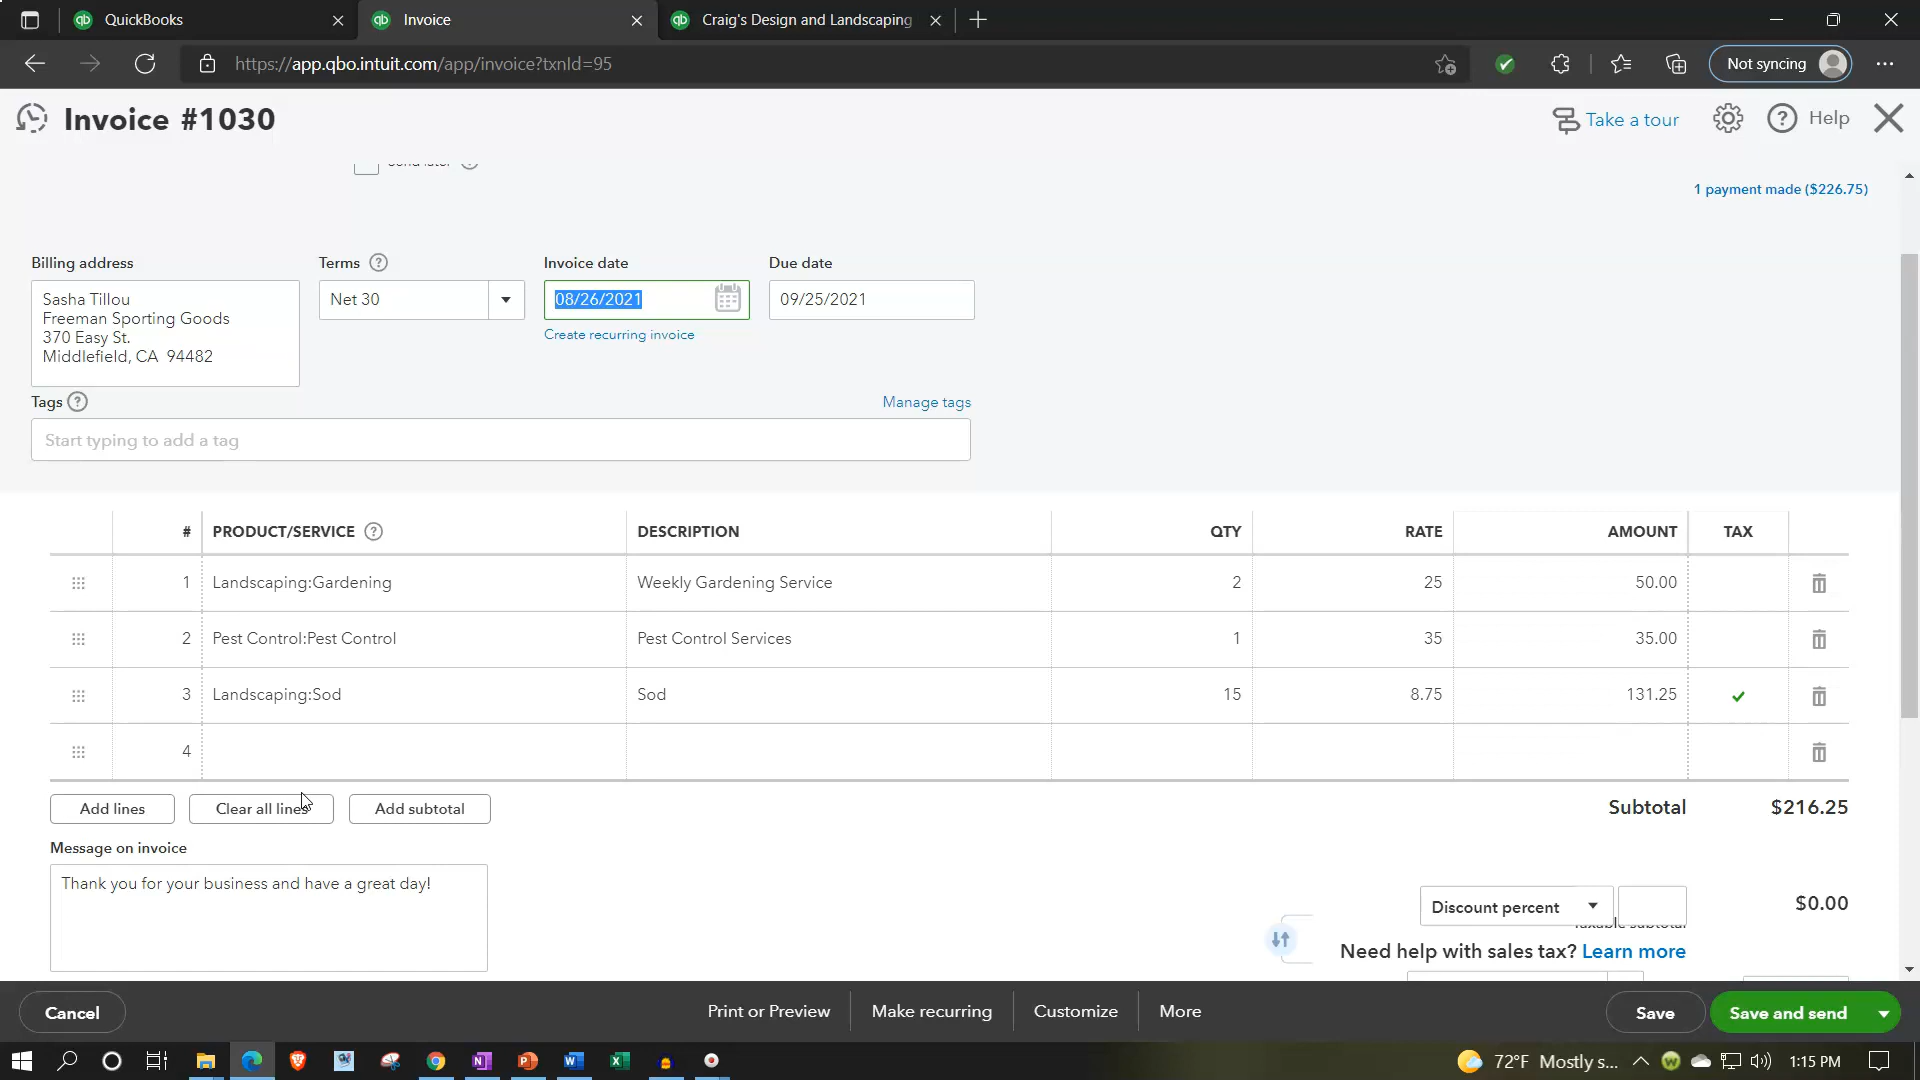 QuickBooks
Invoice
Craig's Design and Landscaping
https://app.qbo.intuit.com/app/invoice?txnId=95
Not syncing
Invoice #1030
Take a tour
Help
1 payment made ($226.75)
Billing address
Terms
Invoice date
Due date
Sasha Tillou
Freeman Sporting Goods
370 Easy St.
Middlefield, CA 94482
Net 30
08/26/2021
09/25/2021
Create recurring invoice
Tags
Manage tags
Start typing to add a tag
# PRODUCT/SERVICE DESCRIPTION QTY RATE AMOUNT TAX
1 Landscaping:Gardening Weekly Gardening Service 2 25 50.00
2 Pest Control:Pest Control Pest Control Services 1 35 35.00
3 Landscaping:Sod Sod 15 8.75 131.25
4
Add lines
Clear all lines
Add subtotal
Subtotal $216.25
Message on invoice
Thank you for your business and have a great day!
Discount percent
$0.00
Need help with sales tax? Learn more
Cancel
Print or Preview
Make recurring
Customize
More
Save
Save and send
72°F Mostly s...
1:15 PM